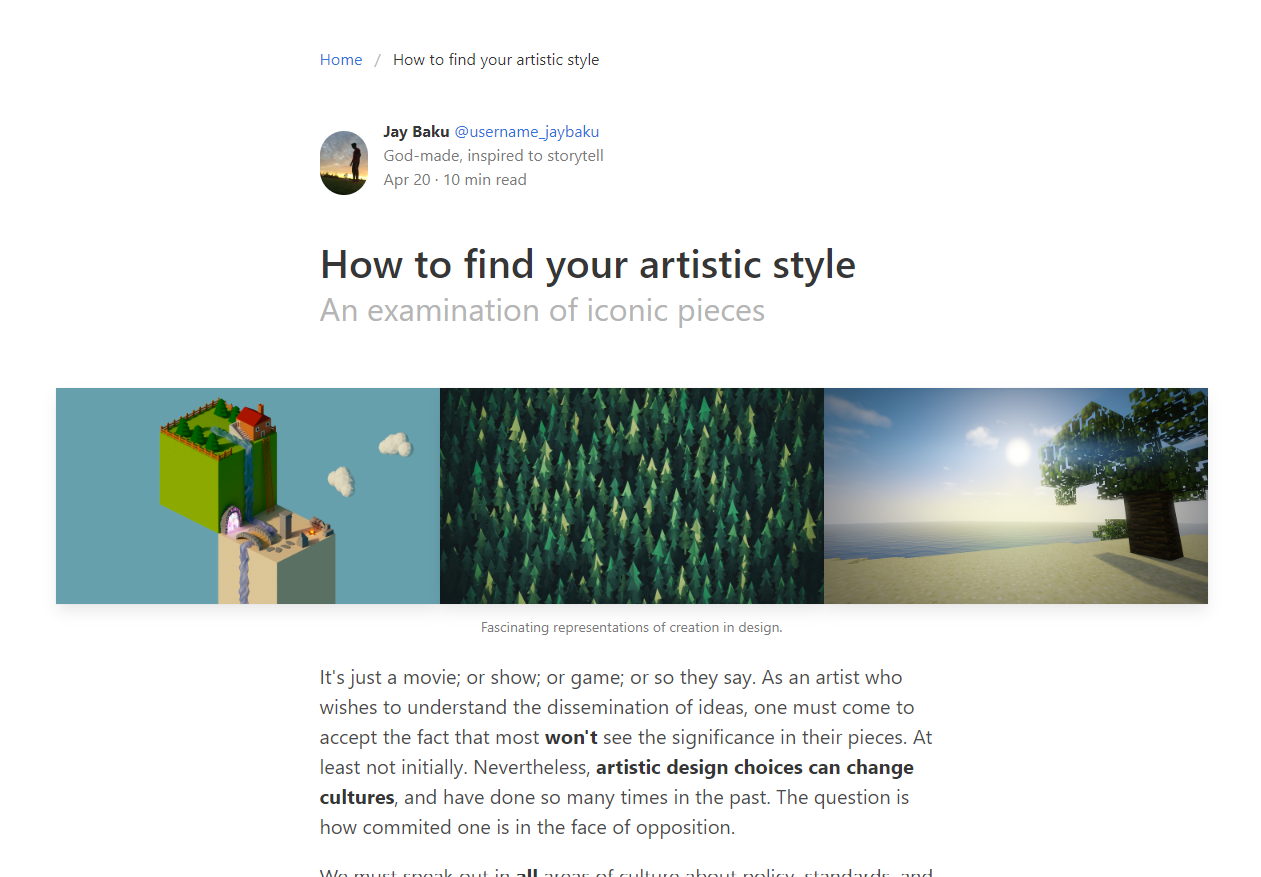 Home / How to find your artistic style
Jay Baku @username_jaybaku
God-made, inspired to storytell
Apr 20 · 10 min read
How to find your artistic style
An examination of iconic pieces
Fascinating representations of creation in design.
It's just a movie; or show; or game; or so they say. As an artist who
wishes to understand the dissemination of ideas, one must come to
accept the fact that most won't see the significance in their pieces. At
least not initially. Nevertheless, artistic design choices can change
cultures, and have done so many times in the past. The question is
how commited one is in the face of opposition.
We must speak out in all areas of culture about policy, standards, and